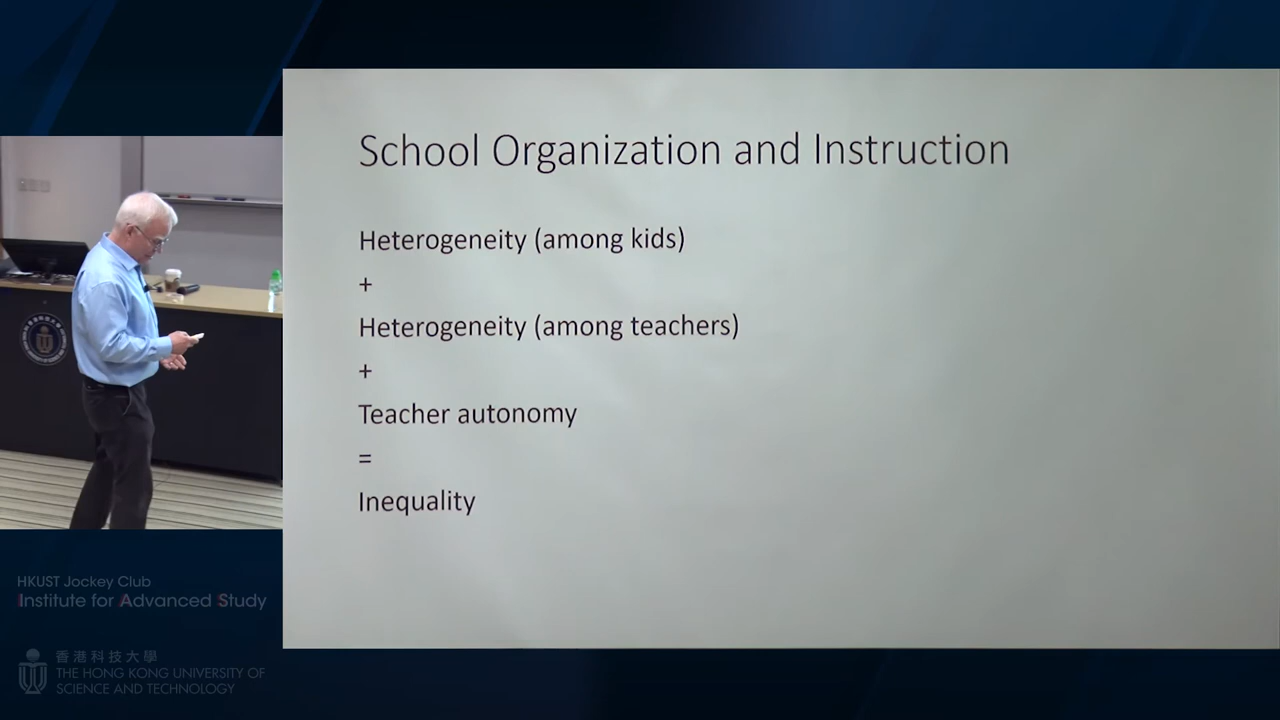 School Organization and Instruction
Heterogeneity (among kids)
+
Heterogeneity (among teachers)
+
Teacher autonomy
=
Inequality
HKUST Jockey Club
Institute for Advanced Study
香港科技大學
THE HONG KONG UNIVERSITY OF
SCIENCE AND TECHNOLOGY